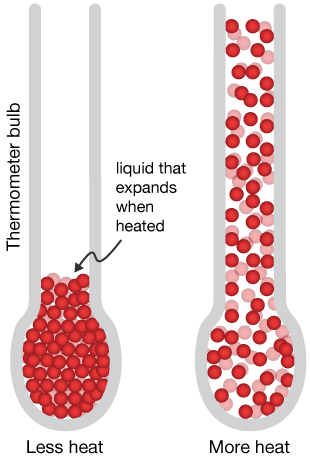 Thermometer bulb
liquid that
expands
when
heated
Less heat
More heat